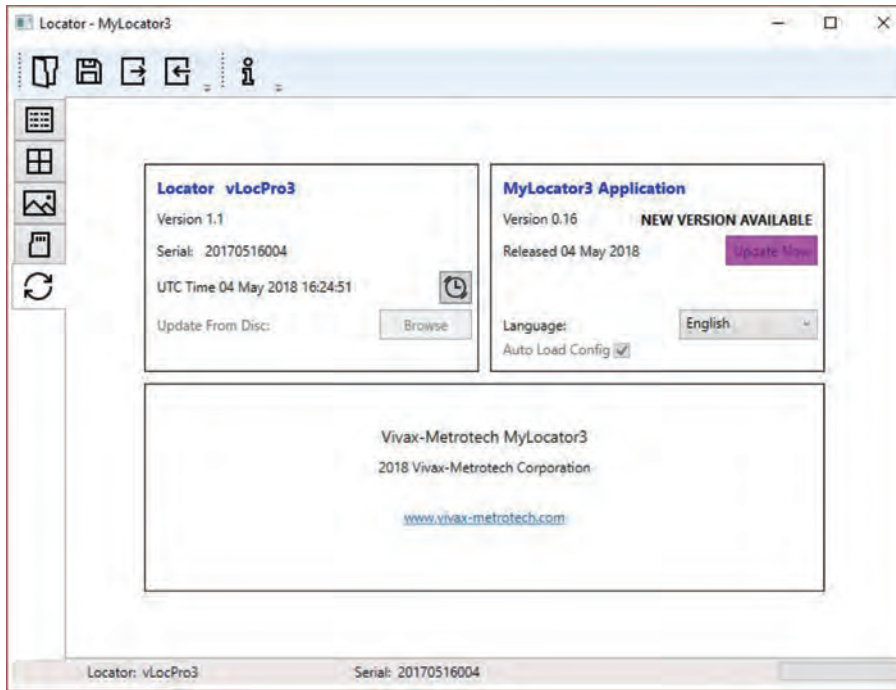 Locator - MyLocator3
Locator vLocPro3
Version 1.1
Serial: 20170516004
UTC Time 04 May 2018 16:24:51
Update From Disc:
Browse
MyLocator3 Application
Version 0.16
NEW VERSION AVAILABLE
Released 04 May 2018
Update Now
Language:
English
Auto Load Config
Vivax-Metrotech MyLocator3
2018 Vivax-Metrotech Corporation
www.vivax-metrotech.com
Locator: vLocPro3
Serial: 20170516004